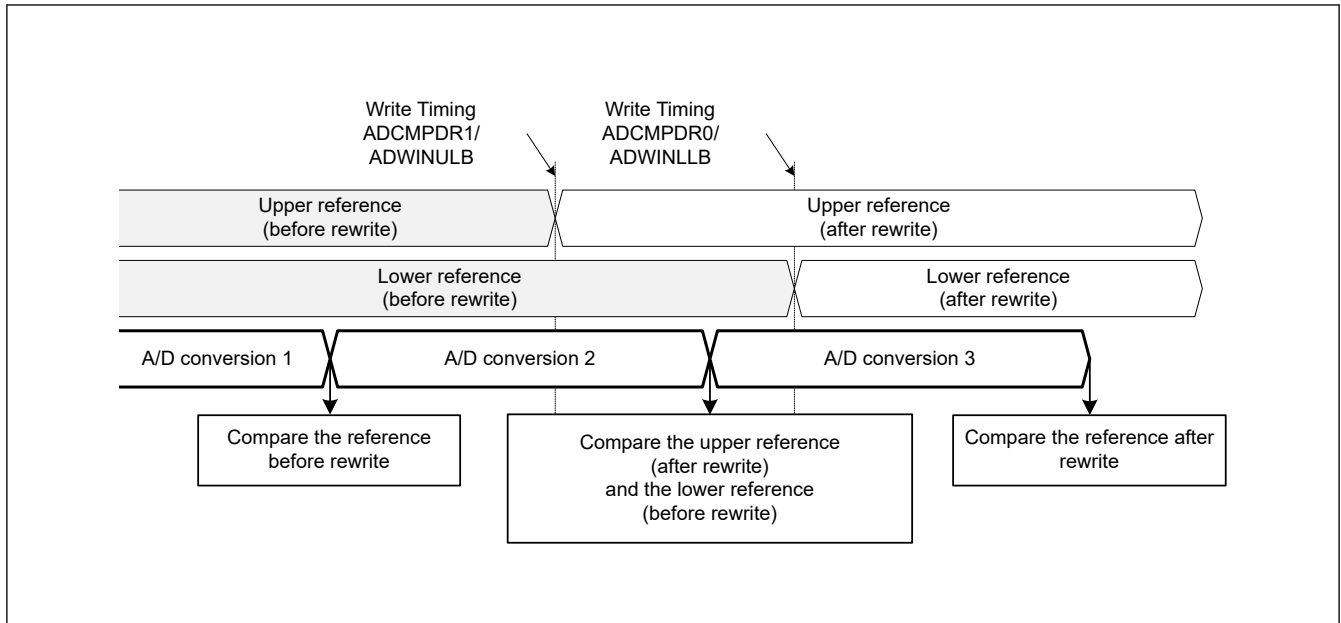 Write Timing
ADCMPDR1/
ADWINULB
Write Timing
ADCMPDR0/
ADWINLLB
Upper reference
(before rewrite)
Upper reference
(after rewrite)
Lower reference
(before rewrite)
Lower reference
(after rewrite)
A/D conversion 1
A/D conversion 2
A/D conversion 3
Compare the reference
before rewrite
Compare the upper reference
(after rewrite)
and the lower reference
(before rewrite)
Compare the reference after
rewrite